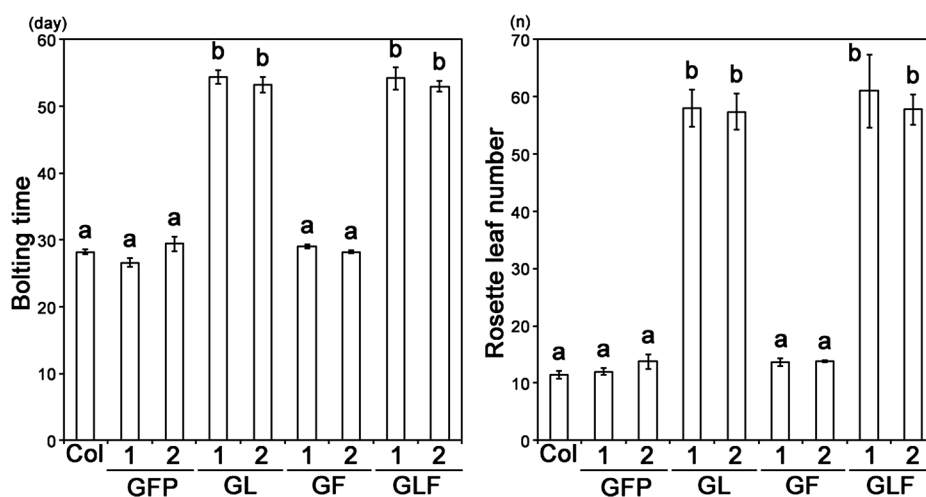 (day)
60
50
40
30
20
10
0
Bolting time
a a a b b a a b b
Col 1 2 1 2 1 2 1 2
GFP GL GF GLF
(n)
70
60
50
40
30
20
10
0
Rosette leaf number
a a a b b a a b b
Col 1 2 1 2 1 2 1 2
GFP GL GF GLF